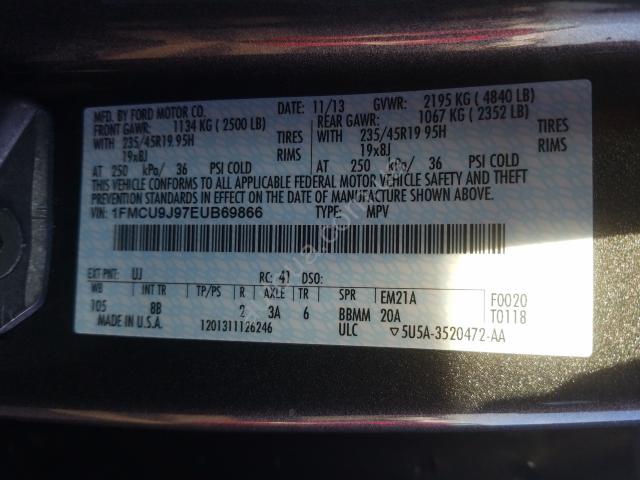 MFD. BY FORD MOTOR CO.
DATE: 11/13 GVWR: 2195 KG ( 4840 LB)
FRONT GAWR: 1134 KG ( 2500 LB) REAR GAWR: 1067 KG ( 2352 LB)
WITH 235/45R19 95H TIRES WITH 235/45R19 95H TIRES
19x8J RIMS 19x8J RIMS
AT 250 kPa/ 36 PSI COLD AT 250 kPa/ 36 PSI COLD
THIS VEHICLE CONFORMS TO ALL APPLICABLE FEDERAL MOTOR VEHICLE SAFETY AND THEFT
PREVENTION STANDARDS IN EFFECT ON THE DATE OF MANUFACTURE SHOWN ABOVE.
VIN: 1FMCU9J97EUB69866 TYPE: MPV
EXT PNT: UJ RC: 41 DSO:
WB INT TR TP/PS R AXLE TR SPR EM21A F0020
105 8B 2 3A 6 BBMM 20A T0118
MADE IN U.S.A. 1201311126246 ULC ▽5U5A-3520472-AA